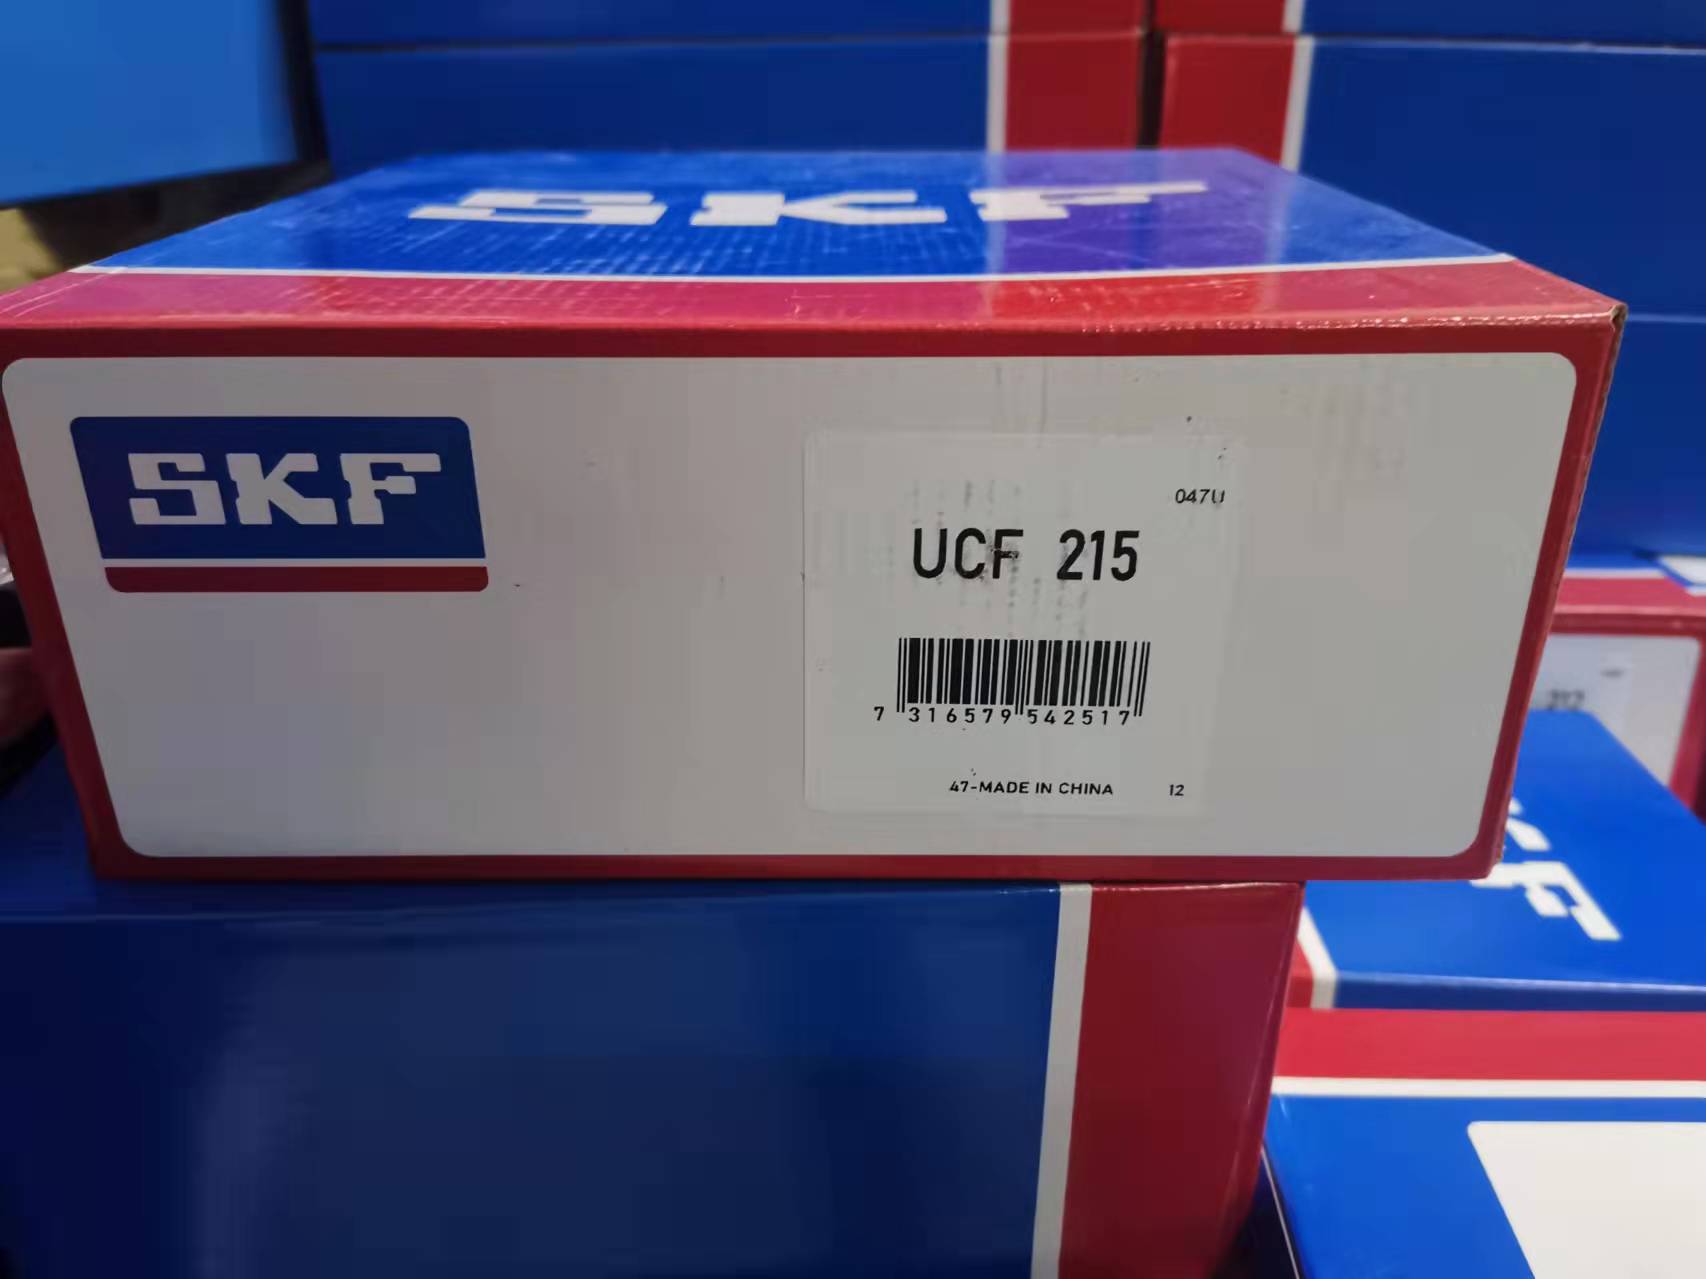 SKF
SKF
047U
UCF 215
7 316579 542517
47-MADE IN CHINA 12